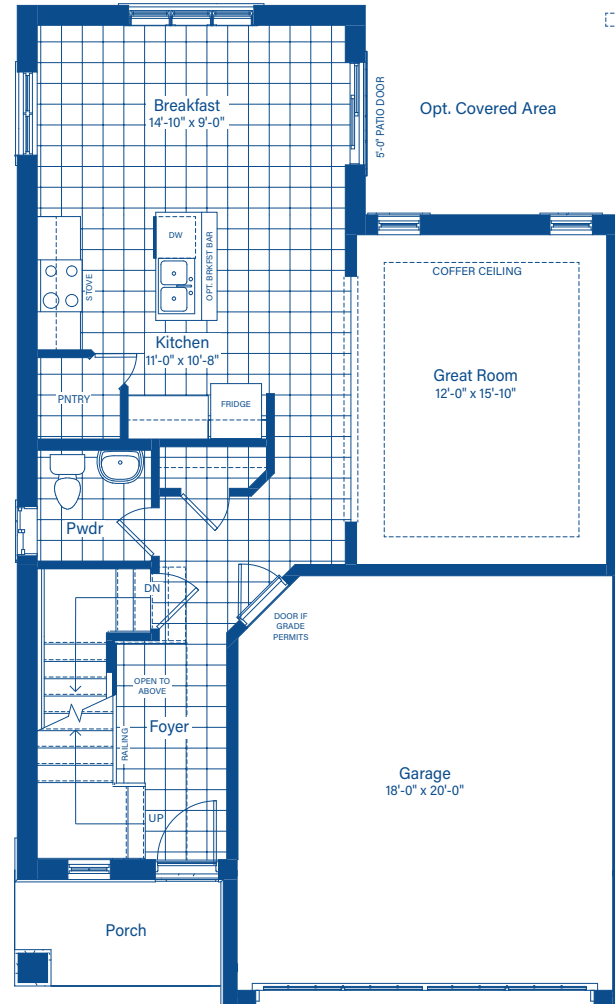 Breakfast
14'-10" x 9'-0"
5'-0" PATIO DOOR
Opt. Covered Area
DW
OPT. BRKFST BAR
STOVE
COFFER CEILING
Kitchen
11'-0" x 10'-8"
Great Room
12'-0" x 15'-10"
PNTRY
FRIDGE
Pwdr
DN
DOOR IF
GRADE
PERMITS
OPEN TO
ABOVE
Foyer
RAILING
Garage
18'-0" x 20'-0"
UP
Porch